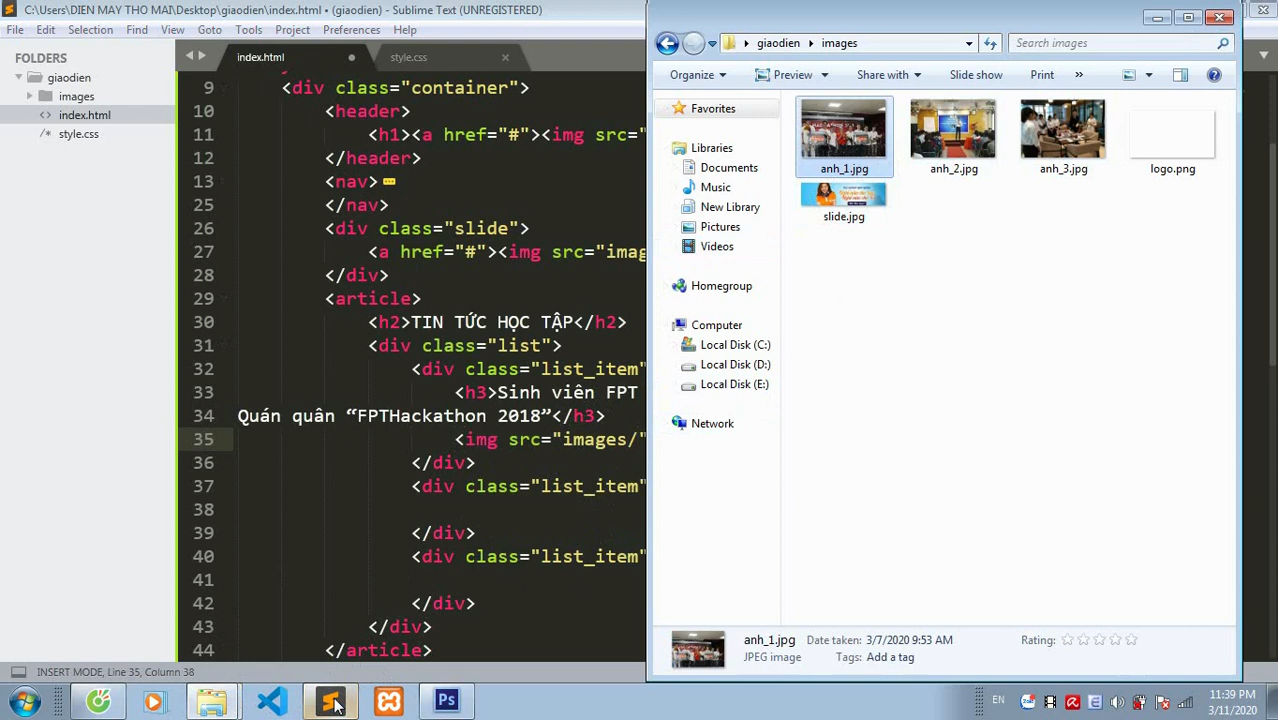 C:\Users\DIEN MAY THO MAI\Desktop\giaodien\index.html • (giaodien) - Sublime Text (UNREGISTERED)
File Edit Selection Find View Goto Tools Project Preferences Help
FOLDERS
giaodien
images
index.html
style.css
index.html
style.css
9 <div class="container">
10 <header>
11 <h1><a href="#"><img src=
12 </header>
13 <nav>
25 </nav>
26 <div class="slide">
27 <a href="#"><img src="imag
28 </div>
29 <article>
30 <h2>TIN TỨC HỌC TẬP</h2>
31 <div class="list">
32 <div class="list_item"
33 <h3>Sinh viên FPT
34 Quán quân “FPTHackathon 2018”</h3>
35 <img src="images/"
36 </div>
37 <div class="list_item"
38
39 </div>
40 <div class="list_item"
41
42 </div>
43 </div>
44 </article>
INSERT MODE, Line 35, Column 38
giaodien images
Search images
Organize Preview Share with Slide show Print »
Favorites
Libraries
Documents
Music
New Library
Pictures
Videos
Homegroup
Computer
Local Disk (C:)
Local Disk (D:)
Local Disk (E:)
Network
anh_1.jpg
anh_2.jpg
anh_3.jpg
logo.png
slide.jpg
anh_1.jpg Date taken: 3/7/2020 9:53 AM Rating:
JPEG image Tags: Add a tag
Ps
EN
11:39 PM
3/11/2020